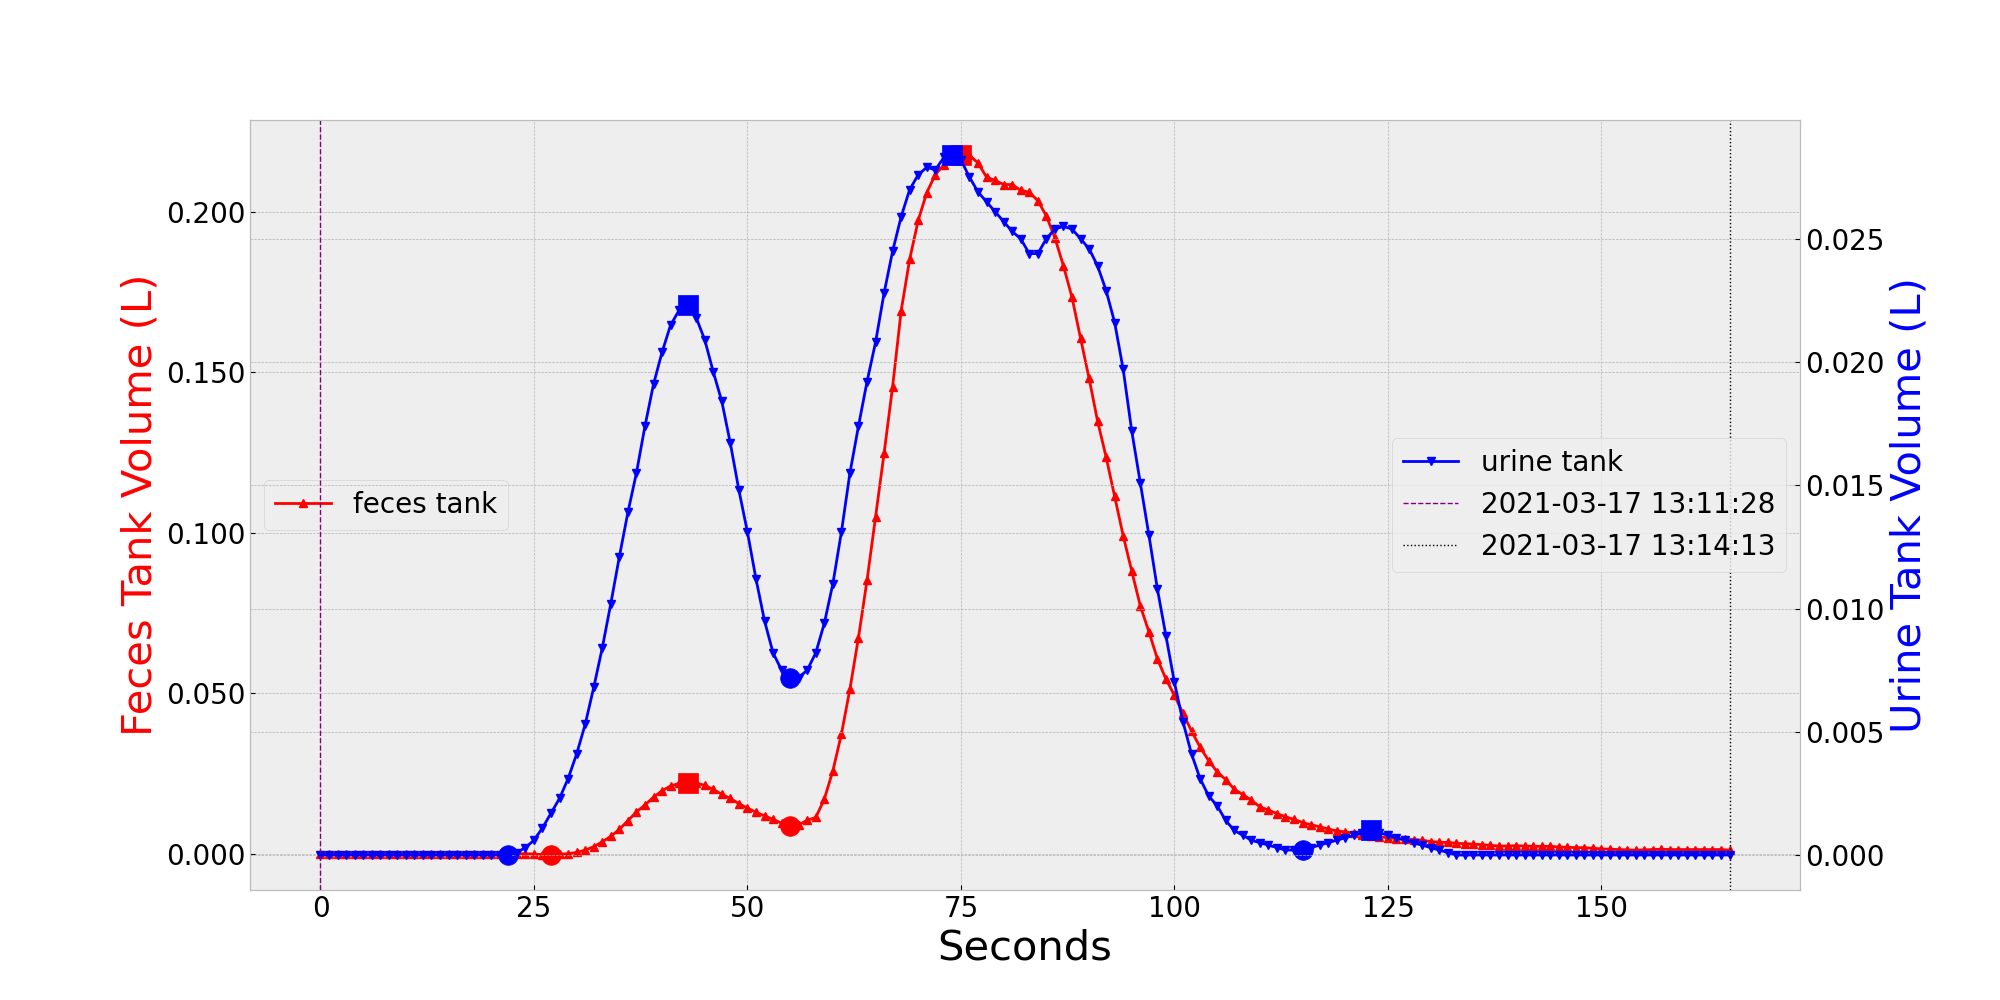 Feces Tank Volume (L)
0.200
0.150
0.100
0.050
0.000
feces tank
0.025
0.020
0.015
0.010
0.005
0.000
Urine Tank Volume (L)
urine tank
2021-03-17 13:11:28
2021-03-17 13:14:13
0 25 50 75 100 125 150
Seconds